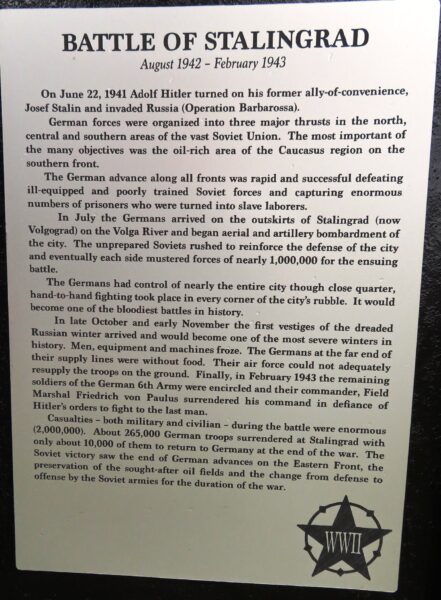 BATTLE OF STALINGRAD
August 1942 – February 1943
On June 22, 1941 Adolf Hitler turned on his former ally-of-convenience,
Josef Stalin and invaded Russia (Operation Barbarossa).
German forces were organized into three major thrusts in the north,
central and southern areas of the vast Soviet Union. The most important of
the many objectives was the oil-rich area of the Caucasus region on the
southern front.
The German advance along all fronts was rapid and successful defeating
ill-equipped and poorly trained Soviet forces and capturing enormous
numbers of prisoners who were turned into slave laborers.
In July the Germans arrived on the outskirts of Stalingrad (now
Volgograd) on the Volga River and began aerial and artillery bombardment of
the city. The unprepared Soviets rushed to reinforce the defense of the city
and eventually each side mustered forces of nearly 1,000,000 for the ensuing
battle.
The Germans had control of nearly the entire city though close quarter,
hand-to-hand fighting took place in every corner of the city's rubble. It would
become one of the bloodiest battles in history.
In late October and early November the first vestiges of the dreaded
Russian winter arrived and would become one of the most severe winters in
history. Men, equipment and machines froze. The Germans at the far end of
their supply lines were without food. Their air force could not adequately
resupply the troops on the ground. Finally, in February 1943 the remaining
soldiers of the German 6th Army were encircled and their commander, Field
Marshal Friedrich von Paulus surrendered his command in defiance of
Hitler's orders to fight to the last man.
Casualties – both military and civilian – during the battle were enormous
(2,000,000). About 265,000 German troops surrendered at Stalingrad with
only about 10,000 of them to return to Germany at the end of the war. The
Soviet victory saw the end of German advances on the Eastern Front, the
preservation of the sought-after oil fields and the change from defense to
offense by the Soviet armies for the duration of the war.
WWII